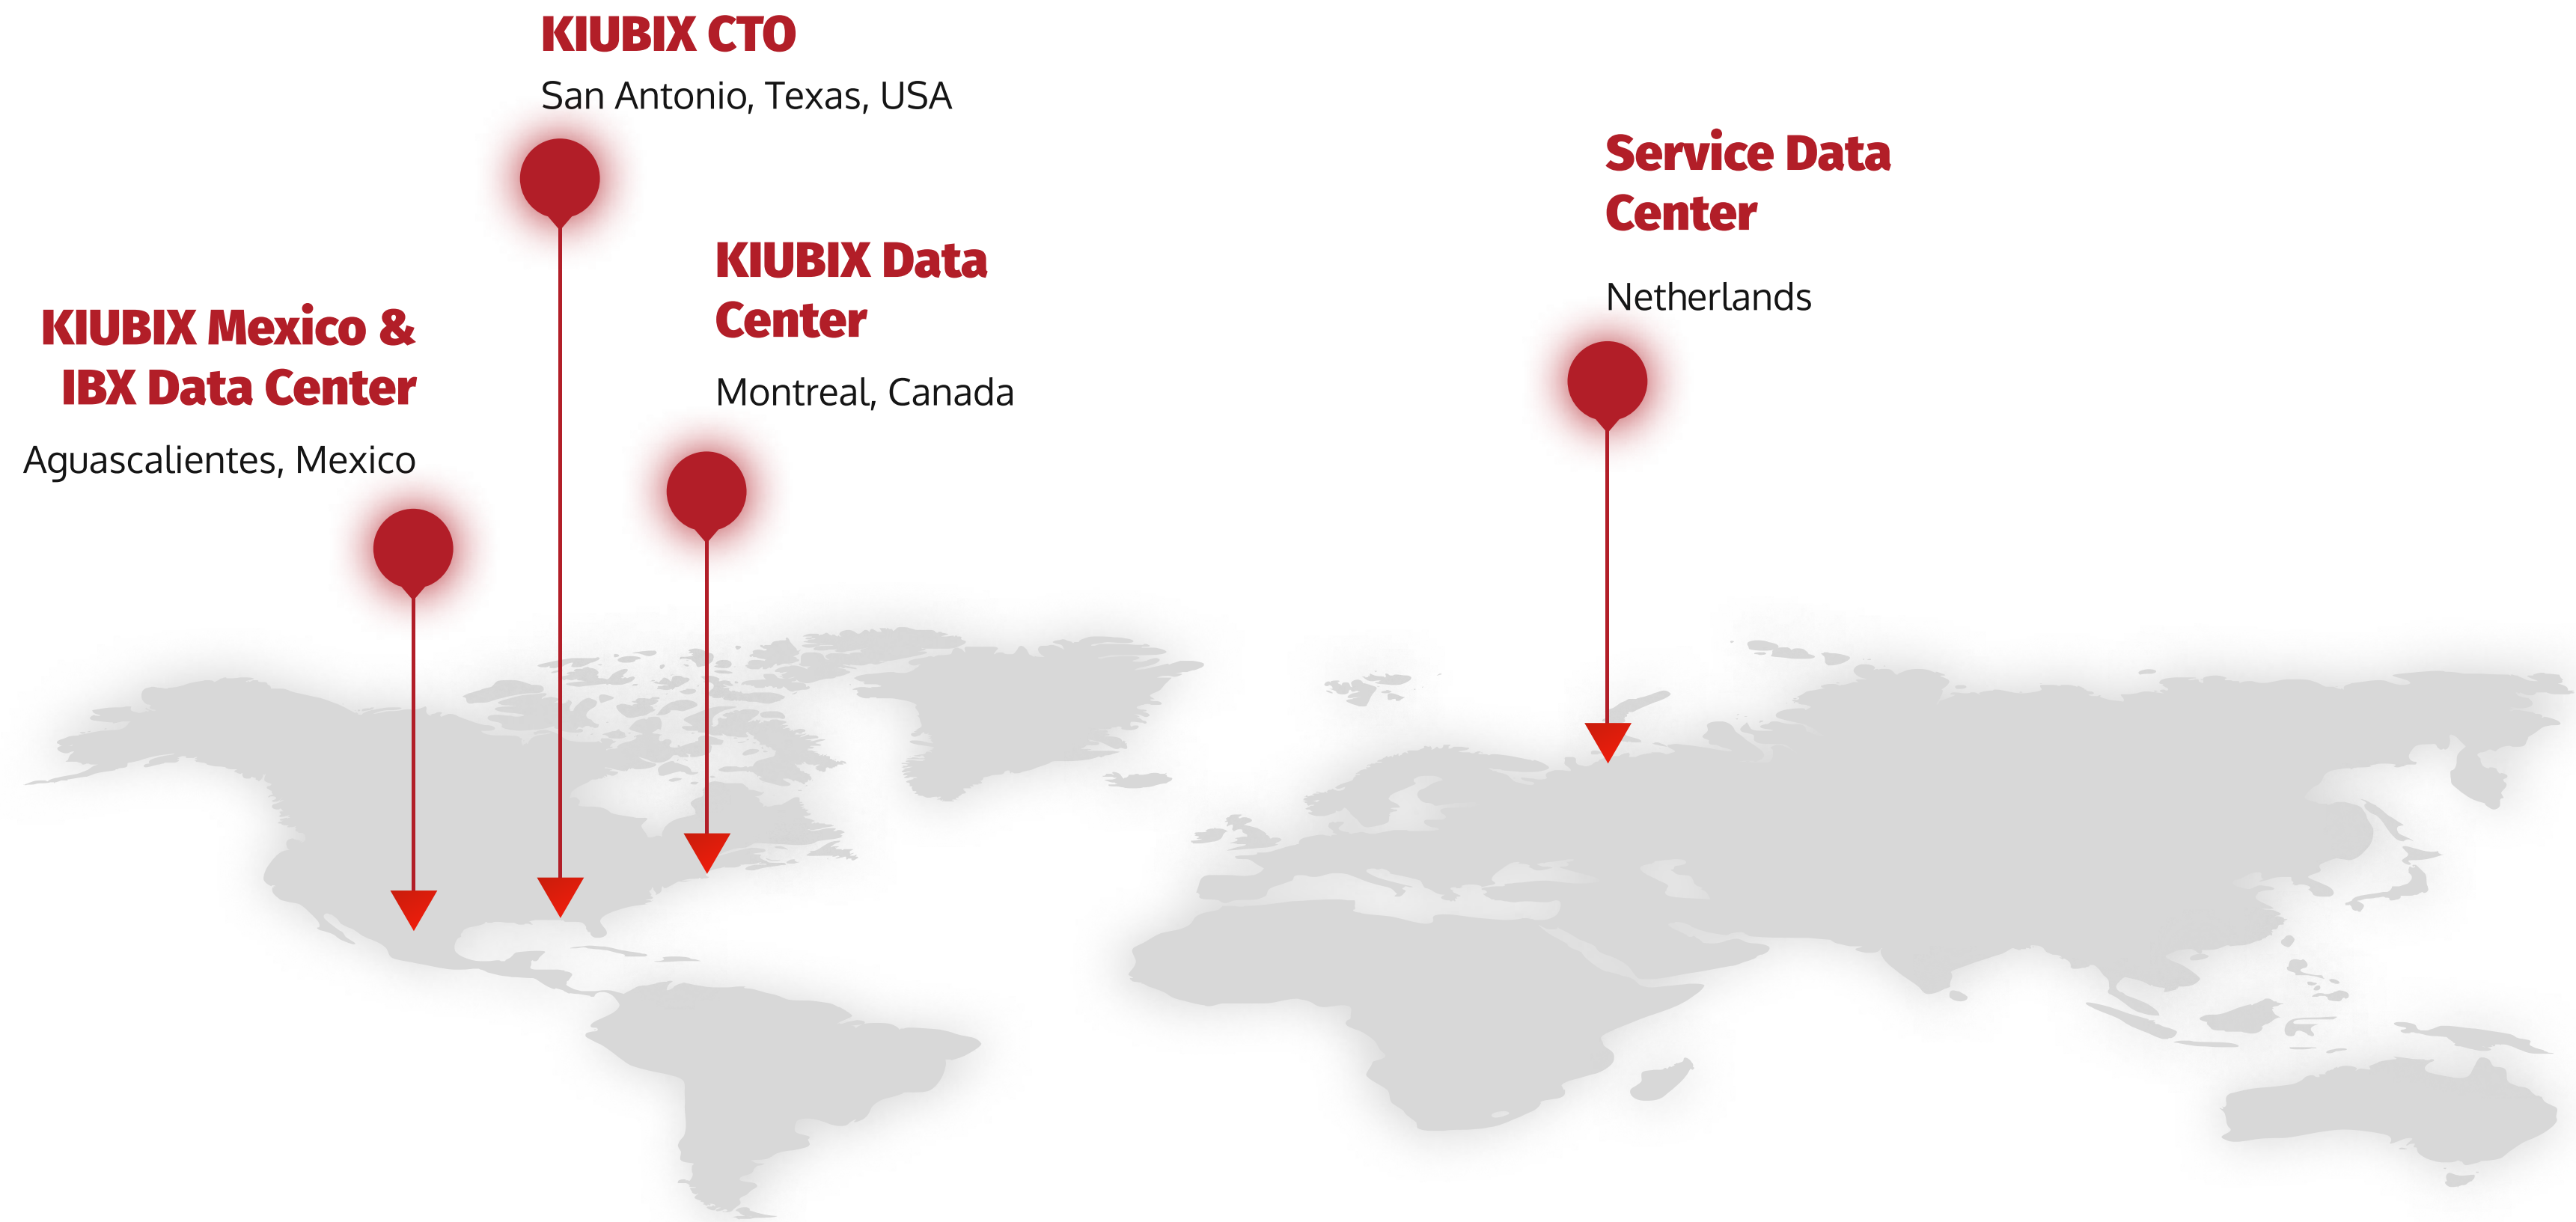 KIUBIX CTO
San Antonio, Texas, USA
Service Data
Center
Netherlands
KIUBIX Data
Center
Montreal, Canada
KIUBIX Mexico &
IBX Data Center
Aguascalientes, Mexico